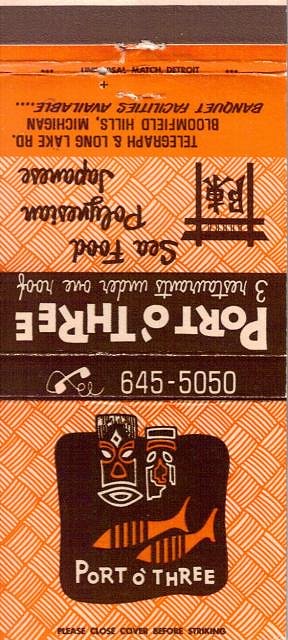 UNIVERSAL MATCH, DETROIT
PORT O'THREE
3 restaurants under one roof
Sea Food
Polynesian
Japanese
TELEGRAPH & LONG LAKE RD.
BLOOMFIELD HILLS, MICHIGAN
BANQUET FACILITIES AVAILABLE....
645-5050
PORT O' THREE
PLEASE CLOSE COVER BEFORE STRIKING